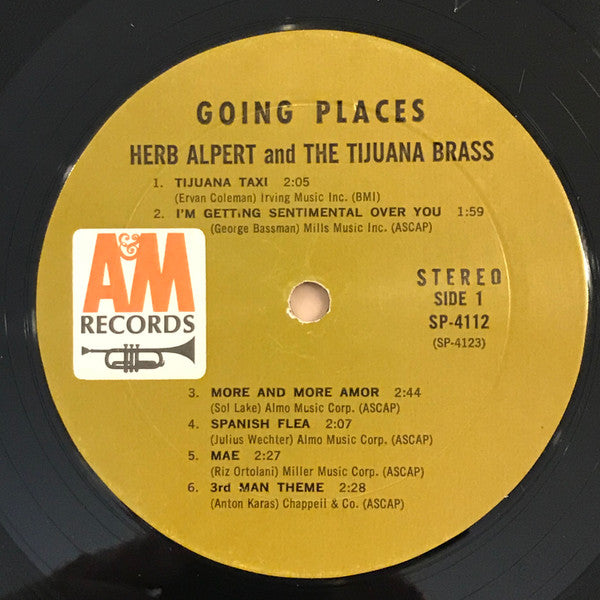 GOING PLACES
HERB ALPERT and THE TIJUANA BRASS
1. TIJUANA TAXI 2:05
(Ervan Coleman) Irving Music Inc. (BMI)
2. I'M GETTING SENTIMENTAL OVER YOU 1:59
(George Bassman) Mills Music Inc. (ASCAP)
A&M
RECORDS
STEREO
SIDE 1
SP-4112
(SP-4123)
3. MORE AND MORE AMOR 2:44
(Sol Lake) Almo Music Corp. (ASCAP)
4. SPANISH FLEA 2:07
(Julius Wechter) Almo Music Corp. (ASCAP)
5. MAE 2:27
(Riz Ortolani) Miller Music Corp. (ASCAP)
6. 3rd MAN THEME 2:28
(Anton Karas) Chappell & Co. (ASCAP)